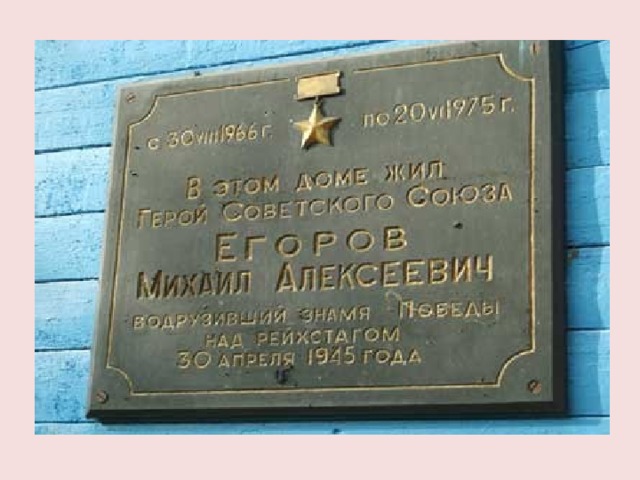 с 30 VIII 1966 г. по 20 VI 1975 г.
В этом доме жил
Герой Советского Союза
ЕГОРОВ
Михаил Алексеевич
водрузивший знамя Победы
над рейхстагом
30 апреля 1945 года